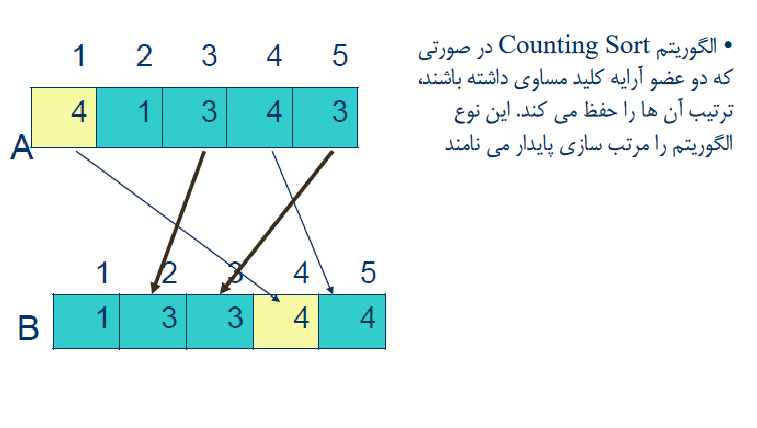 • الگوریتم Counting Sort در صورتی
که دو عضو آرایه کلید مساوی داشته باشند،
ترتیب آن ها را حفظ می کند. این نوع
الگوریتم را مرتب سازی پایدار می نامند
1 2 3 4 5
4 1 3 4 3
A
1 2 3 4 5
1 3 3 4 4
B